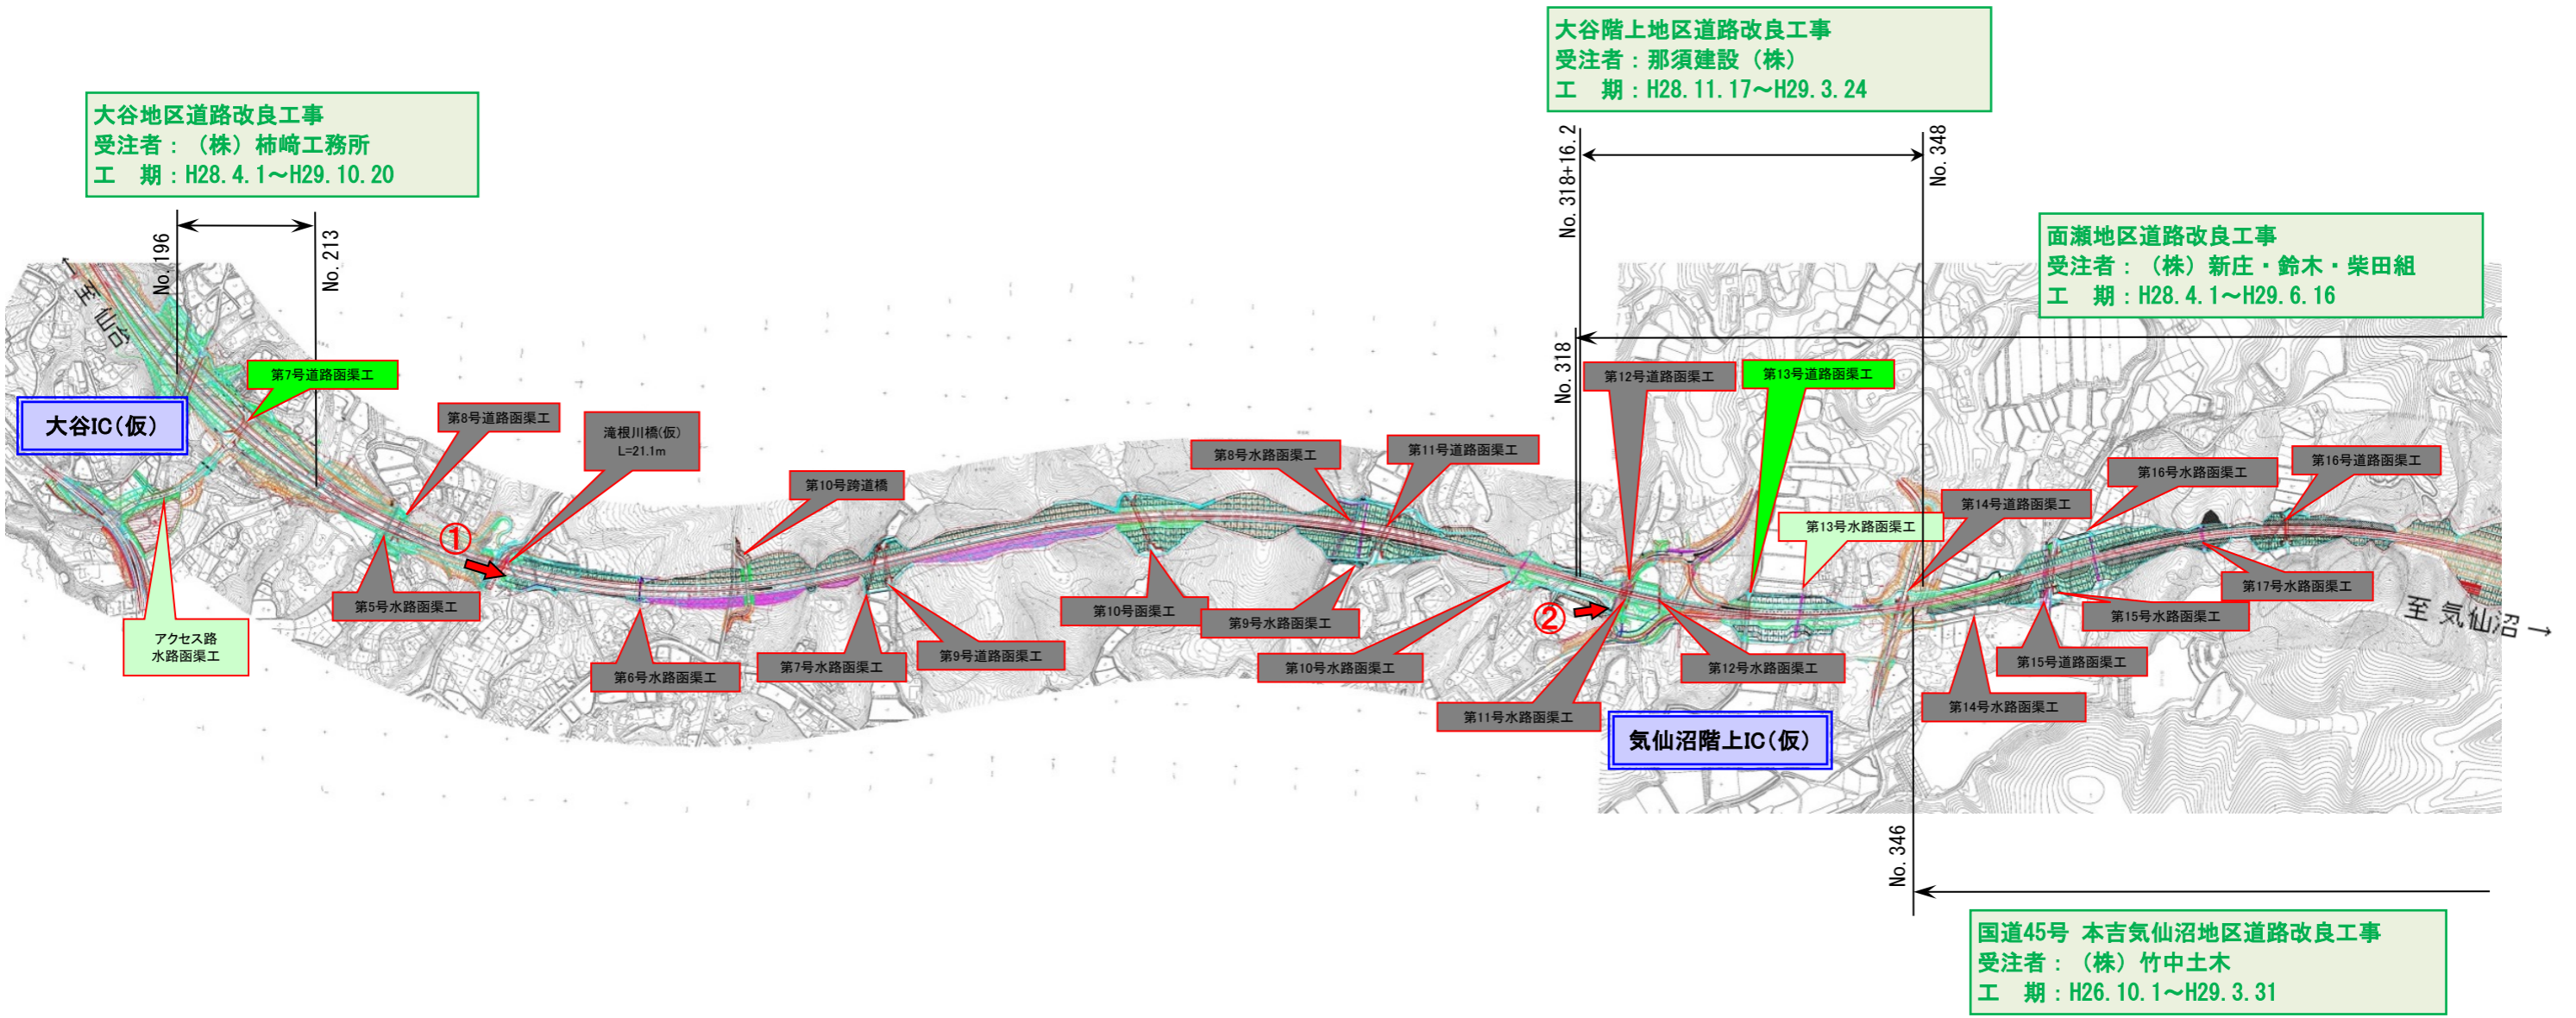 大谷階上地区道路改良工事
受注者：那須建設（株）
工　期：H28.11.17～H29.3.24
大谷地区道路改良工事
受注者：（株）柿﨑工務所
工　期：H28.4.1～H29.10.20
No.318+16.2
No.348
No.196
No.213
面瀬地区道路改良工事
受注者：（株）新庄・鈴木・柴田組
工　期：H28.4.1～H29.6.16
至 仙台
No.318
第7号道路函渠工
第12号道路函渠工
第13号道路函渠工
大谷IC(仮)
第8号道路函渠工
滝根川橋(仮)
L=21.1m
第10号跨道橋
第8号水路函渠工
第11号道路函渠工
第16号水路函渠工
第16号道路函渠工
第14号道路函渠工
第13号水路函渠工
①
②
第5号水路函渠工
アクセス路
水路函渠工
第6号水路函渠工
第7号水路函渠工
第9号道路函渠工
第10号函渠工
第9号水路函渠工
第10号水路函渠工
第11号水路函渠工
第12号水路函渠工
第17号水路函渠工
第15号水路函渠工
第15号道路函渠工
第14号水路函渠工
至 気仙沼 →
気仙沼階上IC(仮)
No.346
国道45号 本吉気仙沼地区道路改良工事
受注者：（株）竹中土木
工　期：H26.10.1～H29.3.31